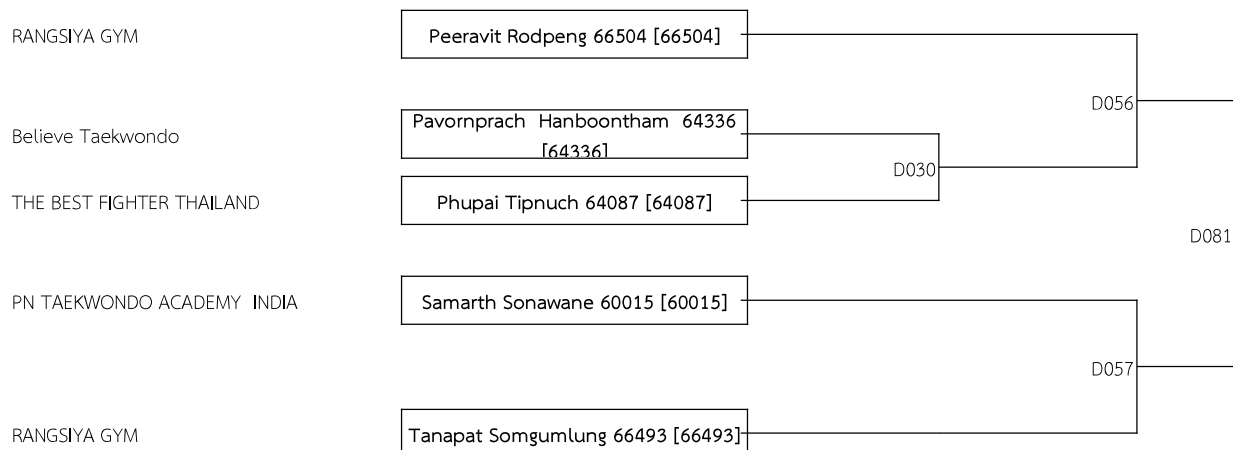 RANGSIYA GYM
Peeravit Rodpeng 66504 [66504]
D056
Believe Taekwondo
Pavornprach Hanboontham 64336
[64336]
D030
THE BEST FIGHTER THAILAND
Phupai Tipnuch 64087 [64087]
D081
PN TAEKWONDO ACADEMY INDIA
Samarth Sonawane 60015 [60015]
D057
RANGSIYA GYM
Tanapat Somgumlung 66493 [66493]